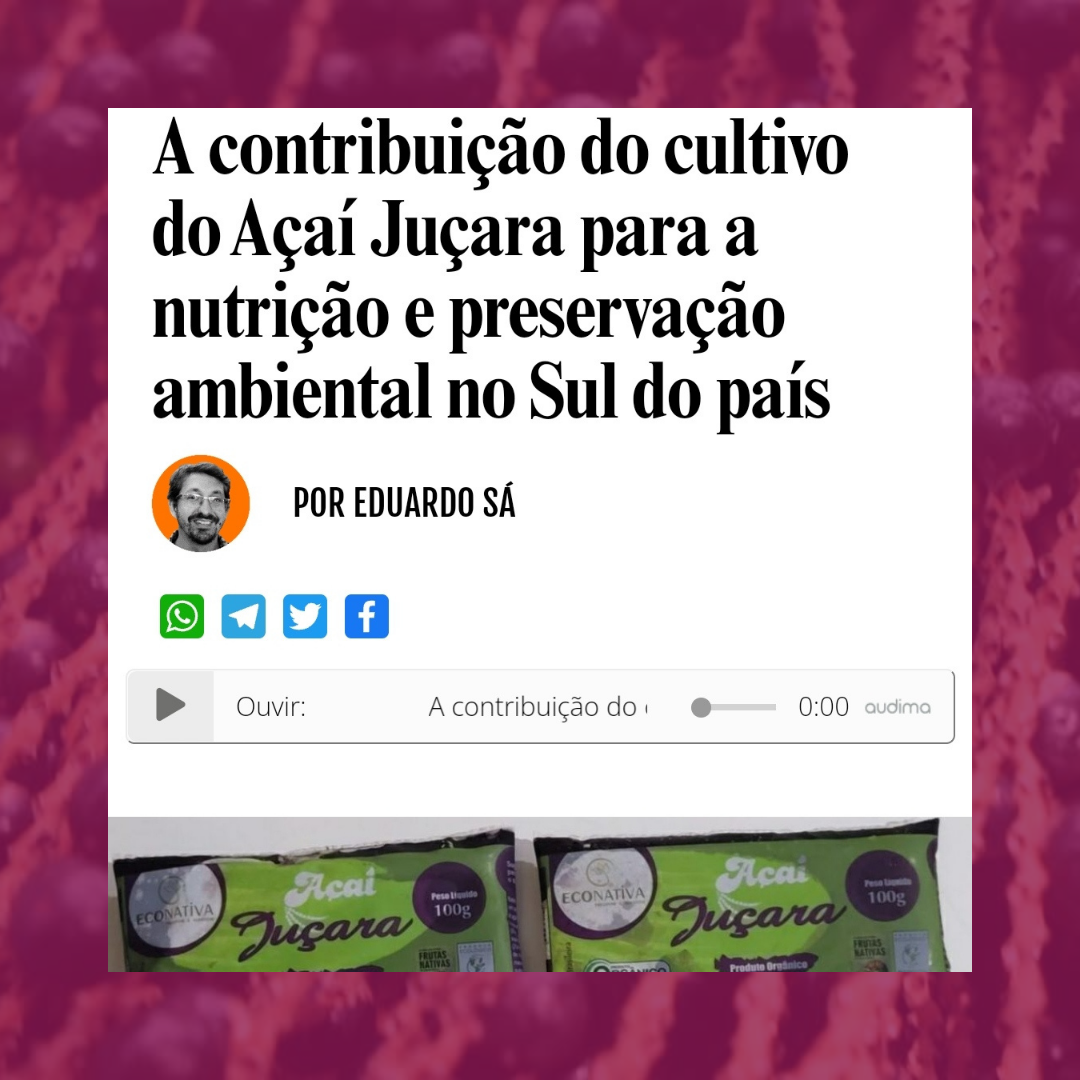 A contribuição do cultivo
do Açaí Juçara para a
nutrição e preservação
ambiental no Sul do país
POR EDUARDO SÁ
Ouvir:
A contribuição do
0:00
audima
ECONATIVA
Açaí
Juçara
Peso Líquido
100g
FRUTAS
NATIVAS
ECONATIVA
Açaí
Juçara
Peso Líquido
100g
FRUTAS
NATIVAS
ORGÂNICO
Produto Orgânico